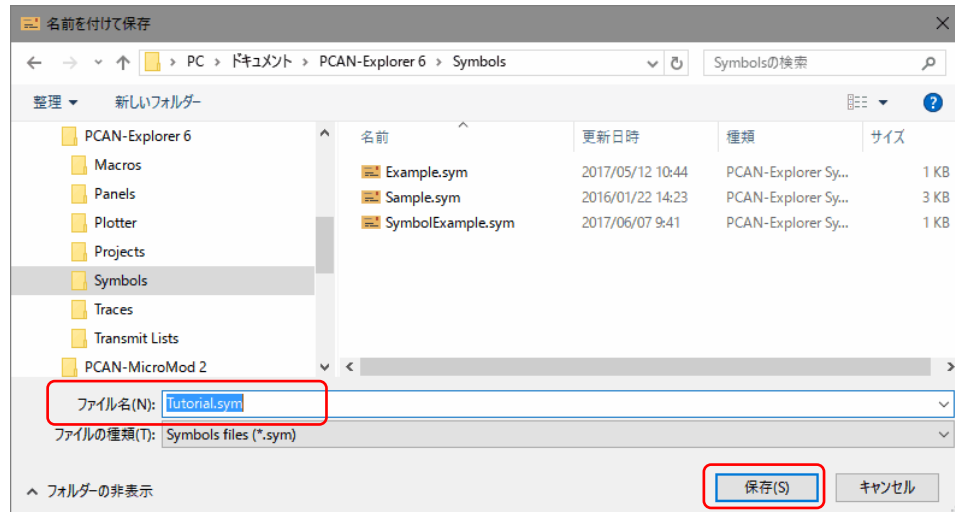 名前を付けて保存
PC › ドキュメント › PCAN-Explorer 6 › Symbols
Symbolsの検索
整理 新しいフォルダー
PCAN-Explorer 6
Macros
Panels
Plotter
Projects
Symbols
Traces
Transmit Lists
PCAN-MicroMod 2
名前 更新日時 種類 サイズ
Example.sym 2017/05/12 10:44 PCAN-Explorer Sy... 1 KB
Sample.sym 2016/01/22 14:23 PCAN-Explorer Sy... 3 KB
SymbolExample.sym 2017/06/07 9:41 PCAN-Explorer Sy... 1 KB
ファイル名(N): Tutorial.sym
ファイルの種類(T): Symbols files (*.sym)
フォルダーの非表示
保存(S) キャンセル